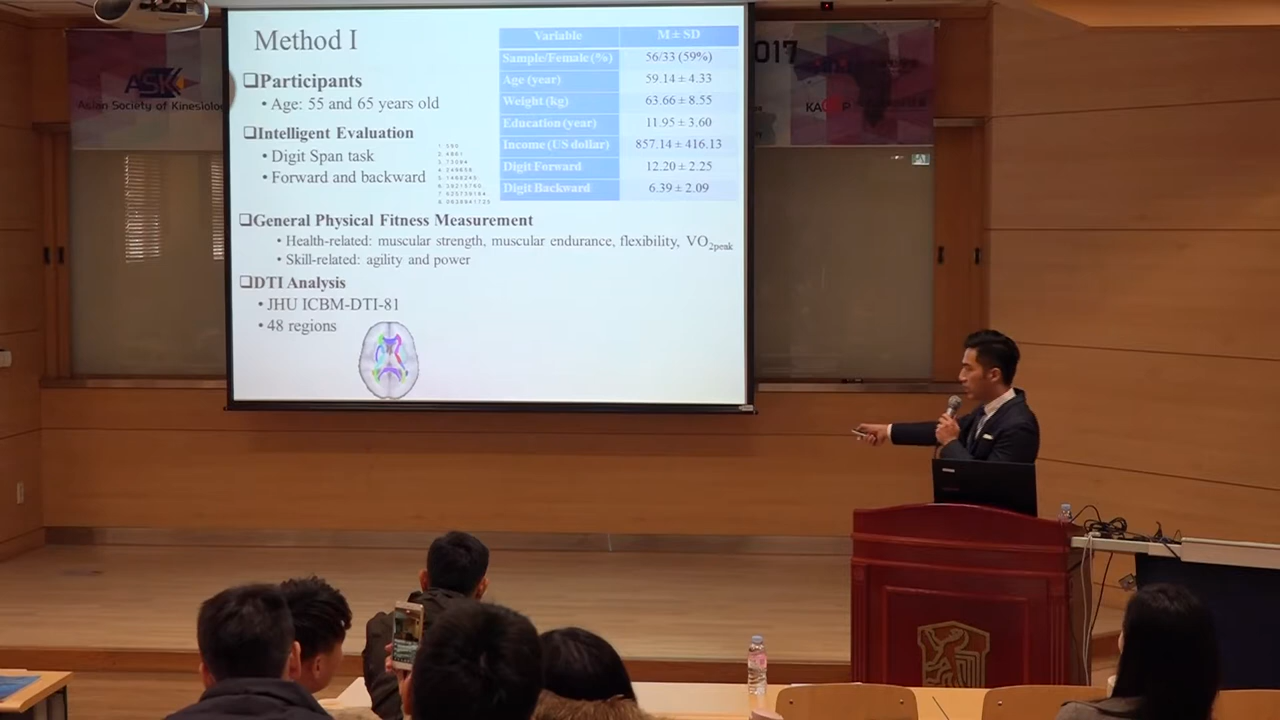 Method I
❑Participants
• Age: 55 and 65 years old
❑Intelligent Evaluation
• Digit Span task
• Forward and backward
❑General Physical Fitness Measurement
• Health-related: muscular strength, muscular endurance, flexibility, VO2peak
• Skill-related: agility and power
❑DTI Analysis
• JHU ICBM-DTI-81
• 48 regions
Variable M ± SD
Sample/Female (%) 56/33 (59%)
Age (year) 59.14 ± 4.33
Weight (kg) 63.66 ± 8.55
Education (year) 11.95 ± 3.60
Income (US dollar) 857.14 ± 416.13
Digit Forward 12.20 ± 2.25
Digit Backward 6.39 ± 2.09
ASK
Asian Society of Kinesiolo
017
KA